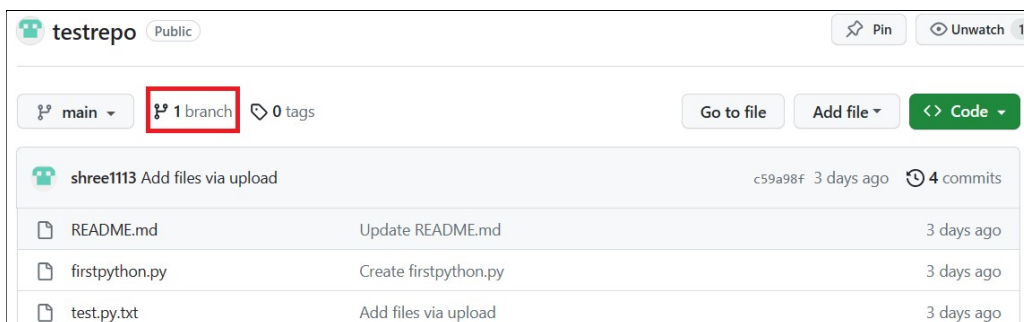 testrepo Public Pin Unwatch 1
main 1 branch 0 tags Go to file Add file <> Code
shree1113 Add files via upload c59a98f 3 days ago 4 commits
README.md Update README.md 3 days ago
firstpython.py Create firstpython.py 3 days ago
test.py.txt Add files via upload 3 days ago